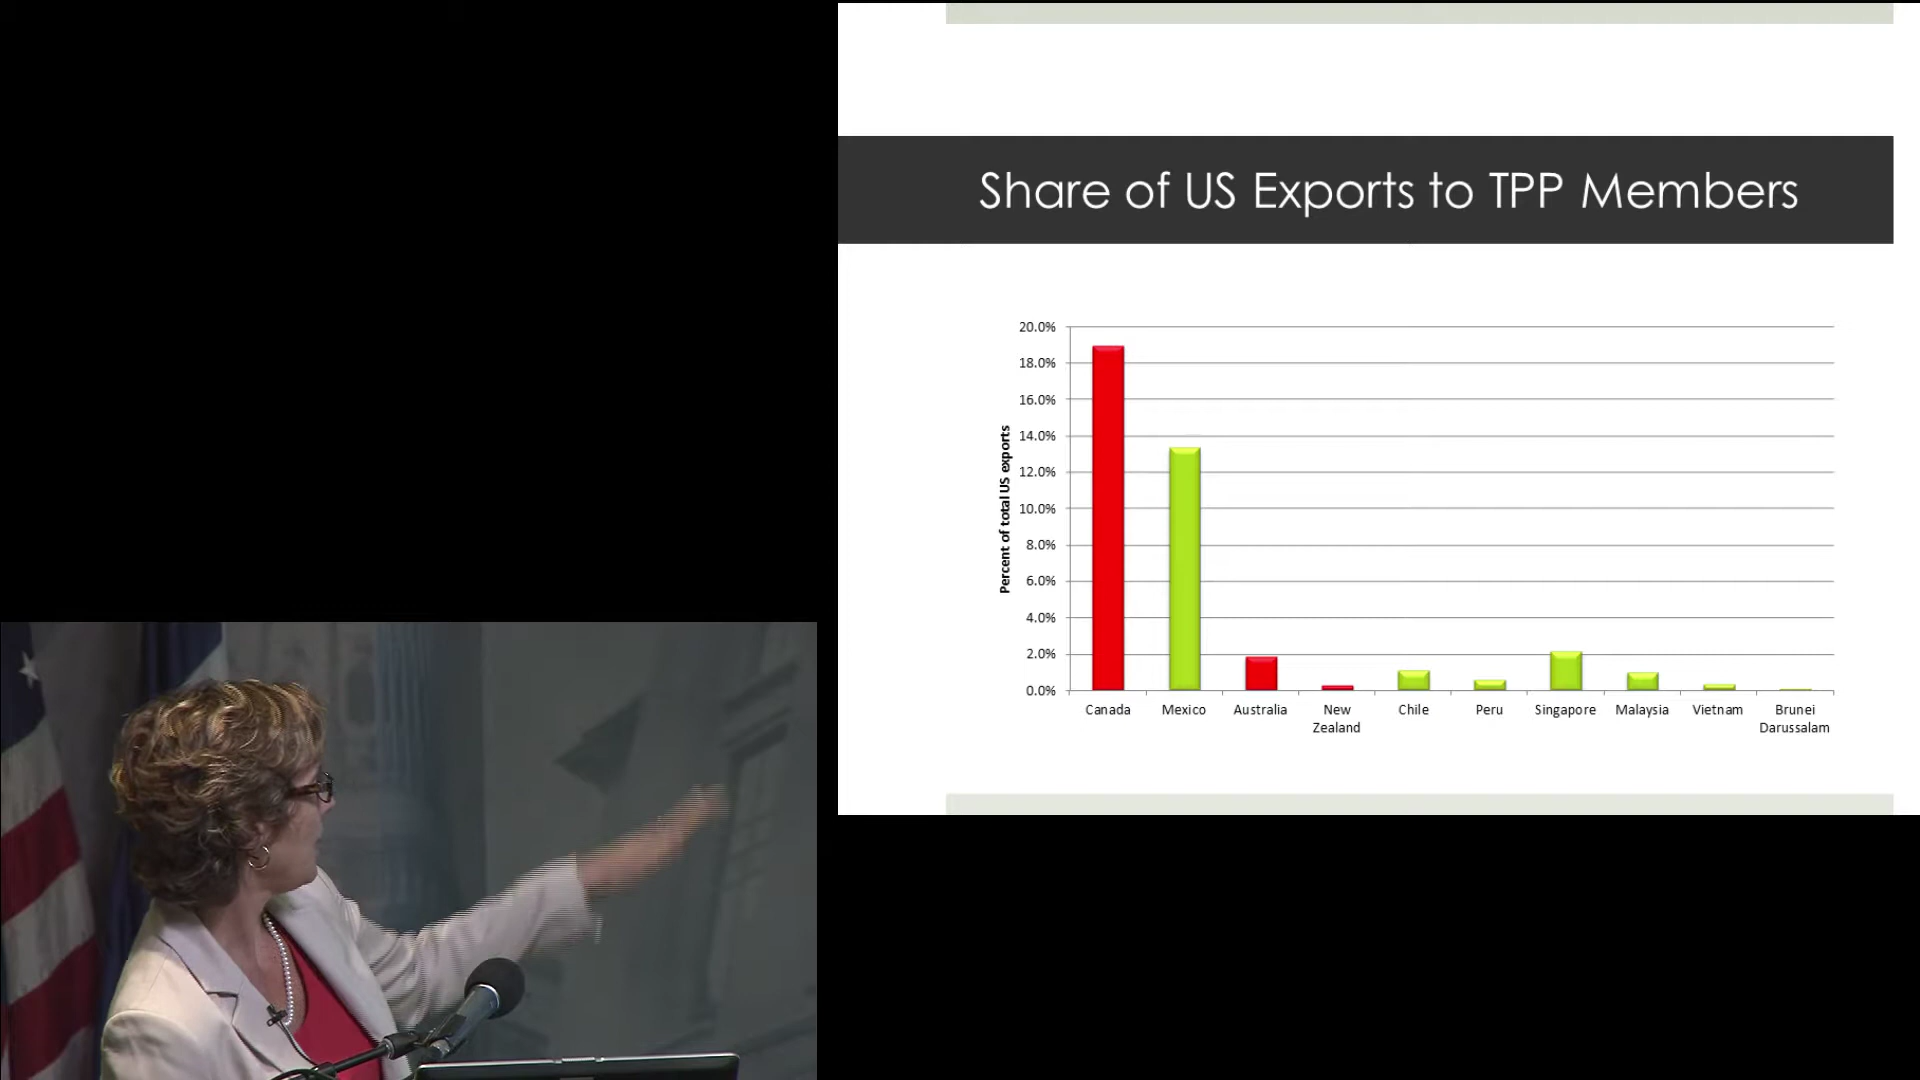 Share of US Exports to TPP Members
Percent of total US exports
20.0%
18.0%
16.0%
14.0%
12.0%
10.0%
8.0%
6.0%
4.0%
2.0%
0.0%
Canada
Mexico
Australia
New
Zealand
Chile
Peru
Singapore
Malaysia
Vietnam
Brunei
Darussalam